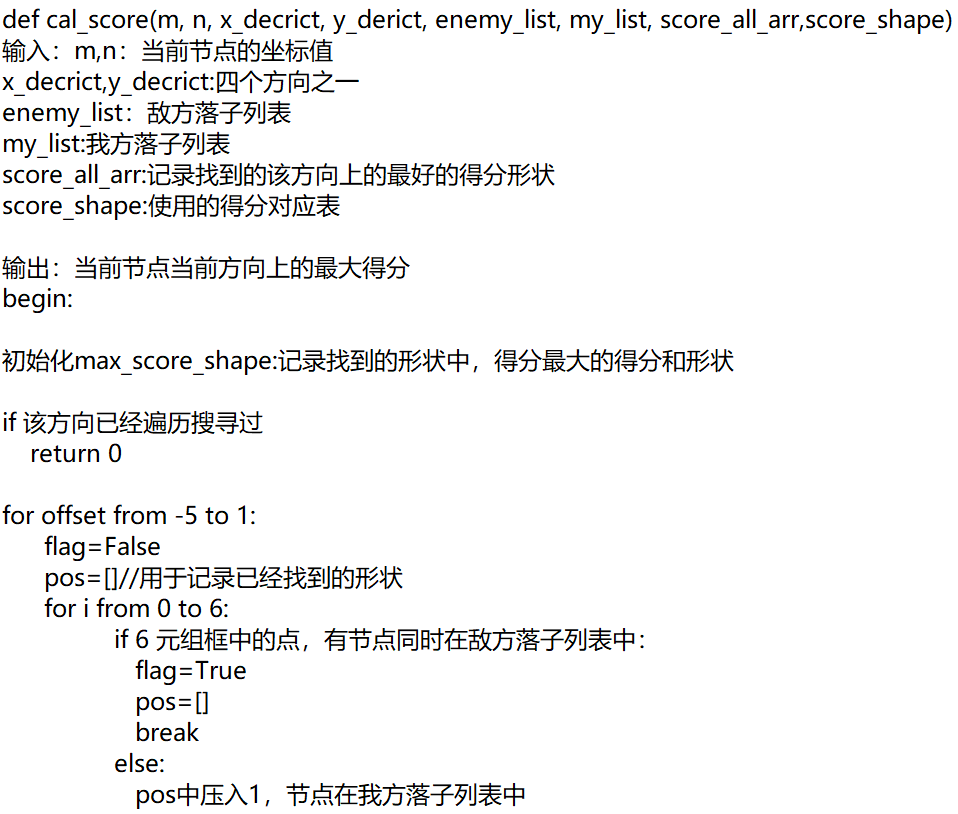 def cal_score(m, n, x_decrict, y_derict, enemy_list, my_list, score_all_arr,score_shape)
输入：m,n：当前节点的坐标值
x_decrict,y_decrict:四个方向之一
enemy_list：敌方落子列表
my_list:我方落子列表
score_all_arr:记录找到的该方向上的最好的得分形状
score_shape:使用的得分对应表
输出：当前节点当前方向上的最大得分
begin:
初始化max_score_shape:记录找到的形状中，得分最大的得分和形状
if 该方向已经遍历搜寻过
return 0
for offset from -5 to 1:
flag=False
pos=[]//用于记录已经找到的形状
for i from 0 to 6:
if 6 元组框中的点，有节点同时在敌方落子列表中：
flag=True
pos=[]
break
else:
pos中压入1，节点在我方落子列表中